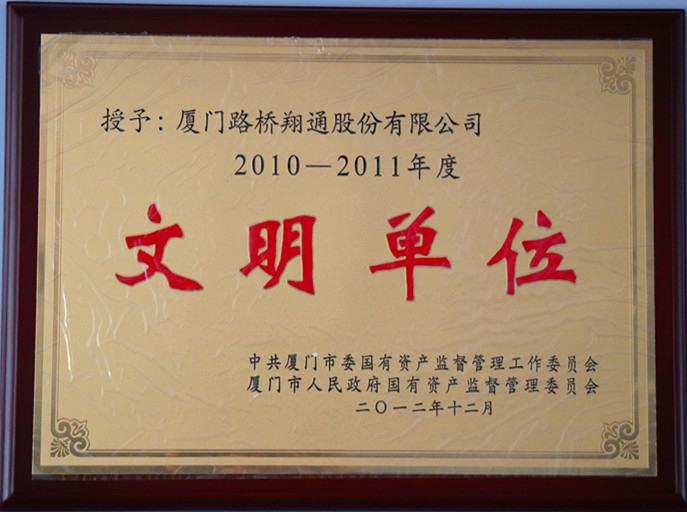 授予：厦门路桥翔通股份有限公司
2010—2011年度
文明单位
中共厦门市委国有资产监督管理工作委员会
厦门市人民政府国有资产监督管理委员会
二〇一二年十二月